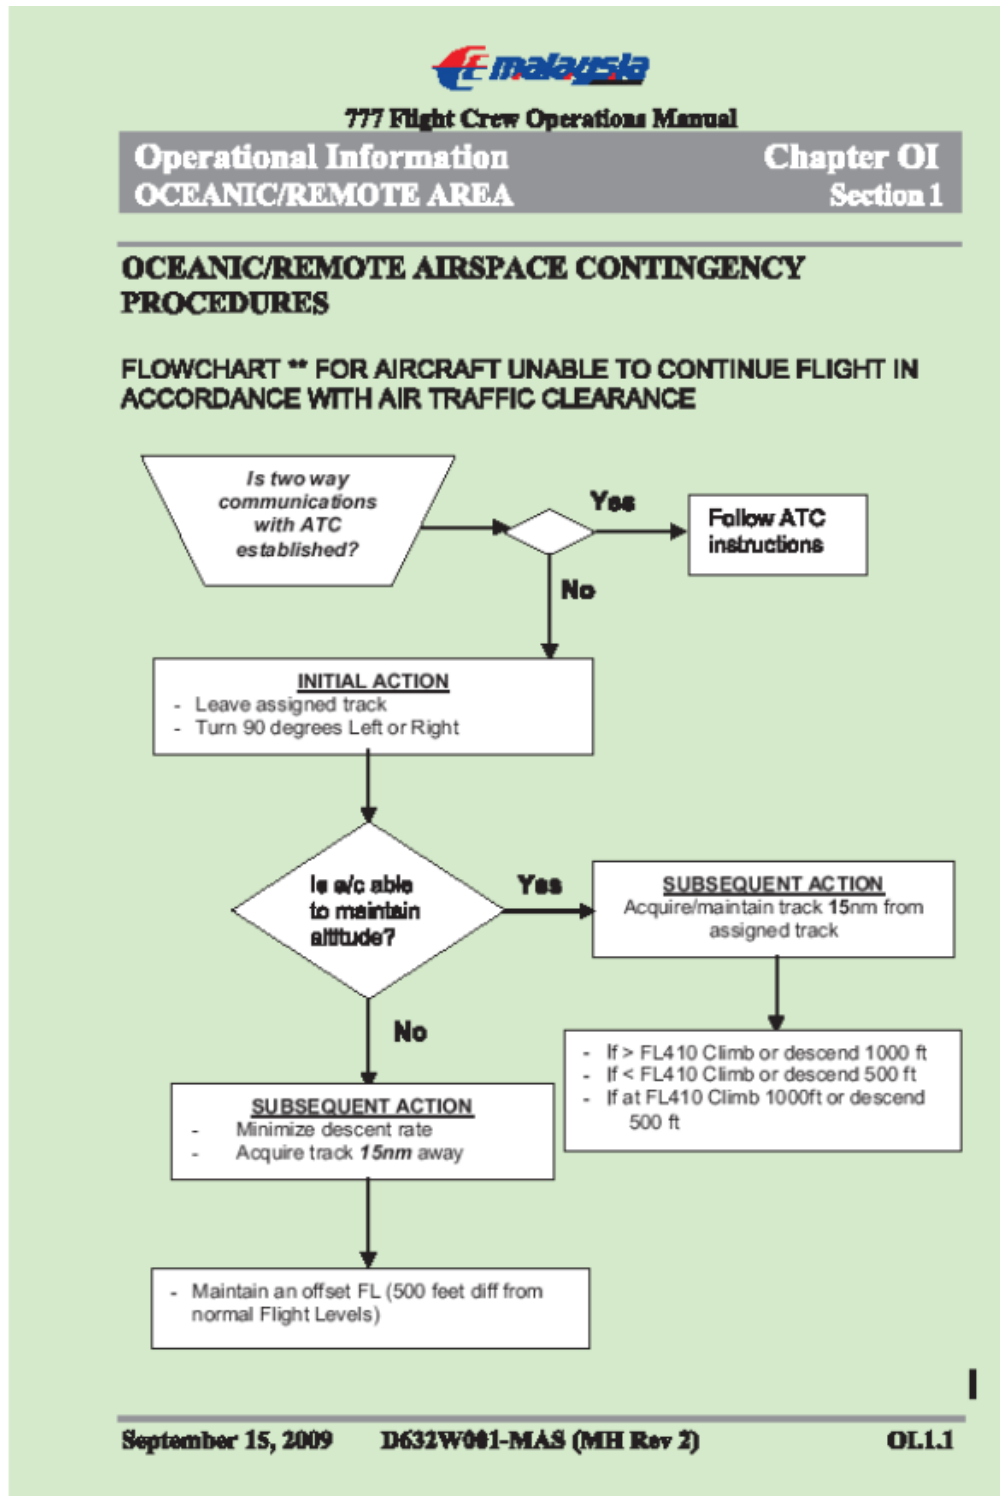 malaysia
777 Flight Crew Operations Manual
Operational Information Chapter OI
OCEANIC/REMOTE AREA Section 1
OCEANIC/REMOTE AIRSPACE CONTINGENCY
PROCEDURES
FLOWCHART ** FOR AIRCRAFT UNABLE TO CONTINUE FLIGHT IN
ACCORDANCE WITH AIR TRAFFIC CLEARANCE
Is two way
communications
with ATC
established?
Yes
Follow ATC
instructions
No
INITIAL ACTION
- Leave assigned track
- Turn 90 degrees Left or Right
Is a/c able
to maintain
altitude?
Yes
SUBSEQUENT ACTION
Acquire/maintain track 15nm from
assigned track
- If > FL410 Climb or descend 1000 ft
- If < FL410 Climb or descend 500 ft
- If at FL410 Climb 1000ft or descend
500 ft
No
SUBSEQUENT ACTION
- Minimize descent rate
- Acquire track 15nm away
- Maintain an offset FL (500 feet diff from
normal Flight Levels)
September 15, 2009 D632W001-MAS (MH Rev 2) OI.1.1